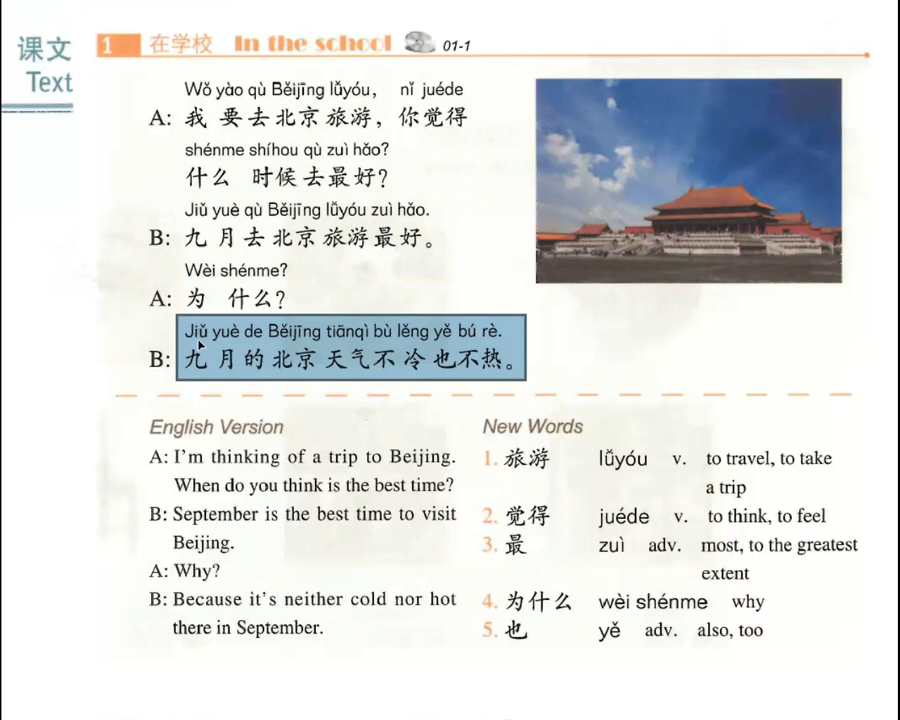 课文
Text
1 在学校 In the school 01-1
Wǒ yào qù Běijīng lǚyóu, nǐ juéde
A: 我要去北京旅游，你觉得
shénme shíhou qù zuì hǎo?
什么 时候去最好?
Jiǔ yuè qù Běijīng lǚyóu zuì hǎo.
B: 九月去北京旅游最好。
Wèi shénme?
A: 为什么?
Jiǔ yuè de Běijīng tiānqì bù lěng yě bú rè.
B: 九月的北京天气不冷也不热。
English Version
A: I'm thinking of a trip to Beijing.
When do you think is the best time?
B: September is the best time to visit
Beijing.
A: Why?
B: Because it's neither cold nor hot
there in September.
New Words
1. 旅游 lǚyóu v. to travel, to take
a trip
2. 觉得 juéde v. to think, to feel
3. 最 zuì adv. most, to the greatest
extent
4. 为什么 wèi shénme why
5. 也 yě adv. also, too